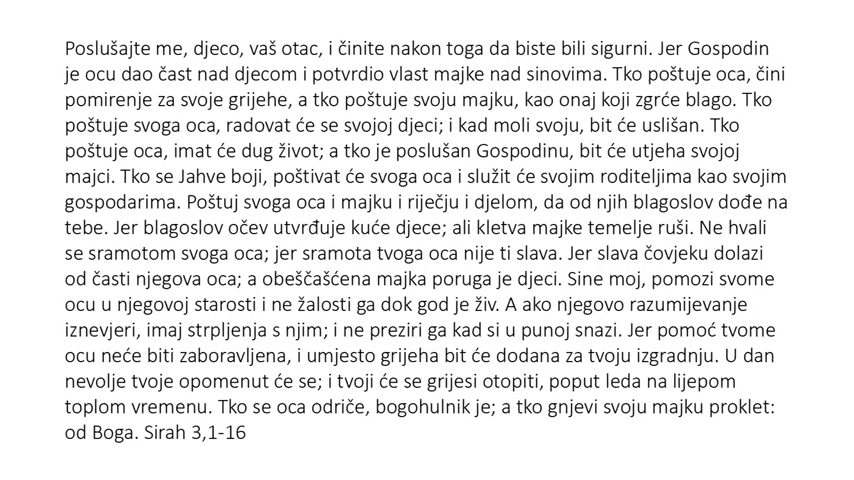 Poslušajte me, djeco, vaš otac, i činite nakon toga da biste bili sigurni. Jer Gospodin
je ocu dao čast nad djecom i potvrdio vlast majke nad sinovima. Tko poštuje oca, čini
pomirenje za svoje grijehe, a tko poštuje svoju majku, kao onaj koji zgrće blago. Tko
poštuje svoga oca, radovat će se svojoj djeci; i kad moli svoju, bit će uslišan. Tko
poštuje oca, imat će dug život; a tko je poslušan Gospodinu, bit će utjeha svojoj
majci. Tko se Jahve boji, poštivat će svoga oca i služit će svojim roditeljima kao svojim
gospodarima. Poštuj svoga oca i majku i riječju i djelom, da od njih blagoslov dođe na
tebe. Jer blagoslov očev utvrđuje kuće djece; ali kletva majke temelje ruši. Ne hvali
se sramotom svoga oca; jer sramota tvoga oca nije ti slava. Jer slava čovjeku dolazi
od časti njegova oca; a obeščašćena majka poruga je djeci. Sine moj, pomozi svome
ocu u njegovoj starosti i ne žalosti ga dok god je živ. A ako njegovo razumijevanje
iznevjeri, imaj strpljenja s njim; i ne preziri ga kad si u punoj snazi. Jer pomoć tvome
ocu neće biti zaboravljena, i umjesto grijeha bit će dodana za tvoju izgradnju. U dan
nevolje tvoje opomenut će se; i tvoji će se grijesi otopiti, poput leda na lijepom
toplom vremenu. Tko se oca odriče, bogohulnik je; a tko gnjevi svoju majku proklet:
od Boga. Sirah 3,1-16